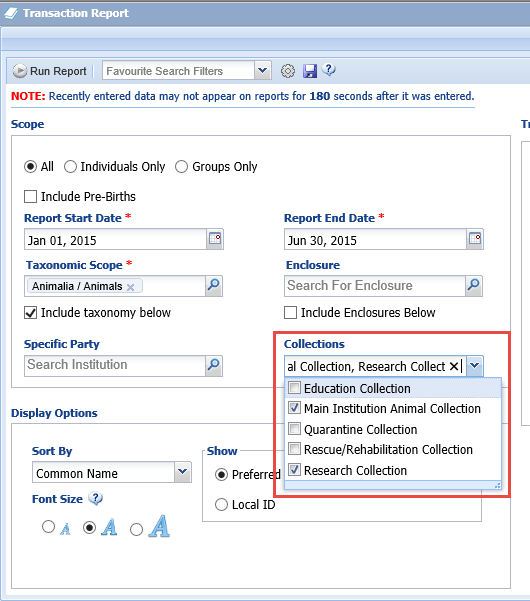 Transaction Report
Run Report Favourite Search Filters
NOTE: Recently entered data may not appear on reports for 180 seconds after it was entered.
Scope
All Individuals Only Groups Only
Include Pre-Births
Report Start Date * Report End Date *
Jan 01, 2015 Jun 30, 2015
Taxonomic Scope * Enclosure
Animalia / Animals Search For Enclosure
Include taxonomy below Include Enclosures Below
Specific Party Collections
Search Institution al Collection, Research Collect
Education Collection
Main Institution Animal Collection
Quarantine Collection
Rescue/Rehabilitation Collection
Research Collection
Display Options
Sort By Show
Common Name Preferred
Font Size Local ID
A A A